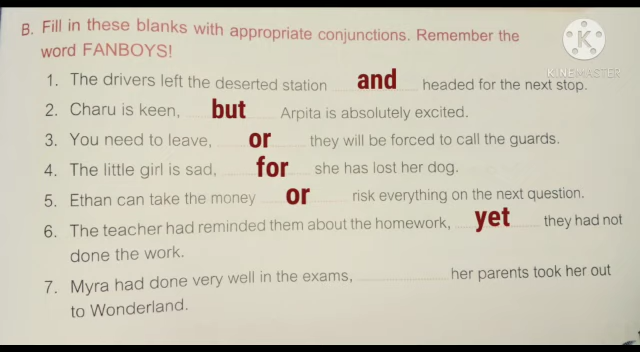 B. Fill in these blanks with appropriate conjunctions. Remember the
word FANBOYS!
KINEMASTER
1. The drivers left the deserted station and headed for the next stop.
2. Charu is keen, but Arpita is absolutely excited.
3. You need to leave, or they will be forced to call the guards.
4. The little girl is sad, for she has lost her dog.
5. Ethan can take the money or risk everything on the next question.
6. The teacher had reminded them about the homework, yet they had not
done the work.
7. Myra had done very well in the exams, her parents took her out
to Wonderland.